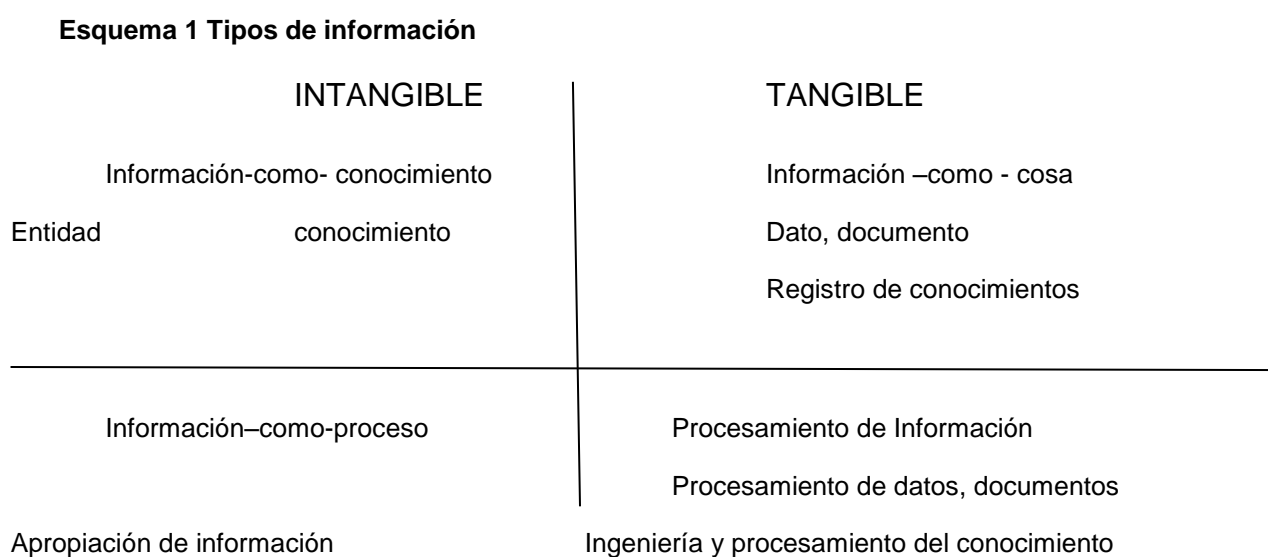 Esquema 1 Tipos de información
INTANGIBLE TANGIBLE
Información-como- conocimiento Información –como - cosa
Entidad conocimiento Dato, documento
Registro de conocimientos
Información–como-proceso Procesamiento de Información
Procesamiento de datos, documentos
Apropiación de información Ingeniería y procesamiento del conocimiento